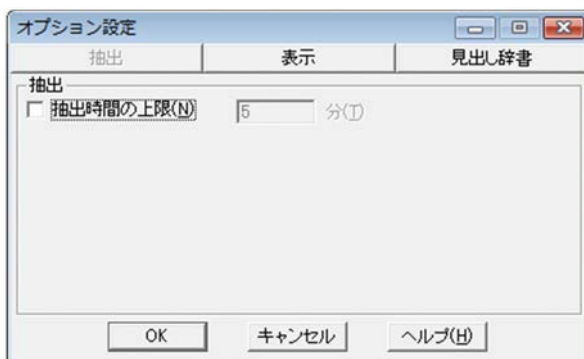 オプション設定
抽出 表示 見出し辞書
抽出
抽出時間の上限(N) 5 分(T)
OK キャンセル ヘルプ(H)